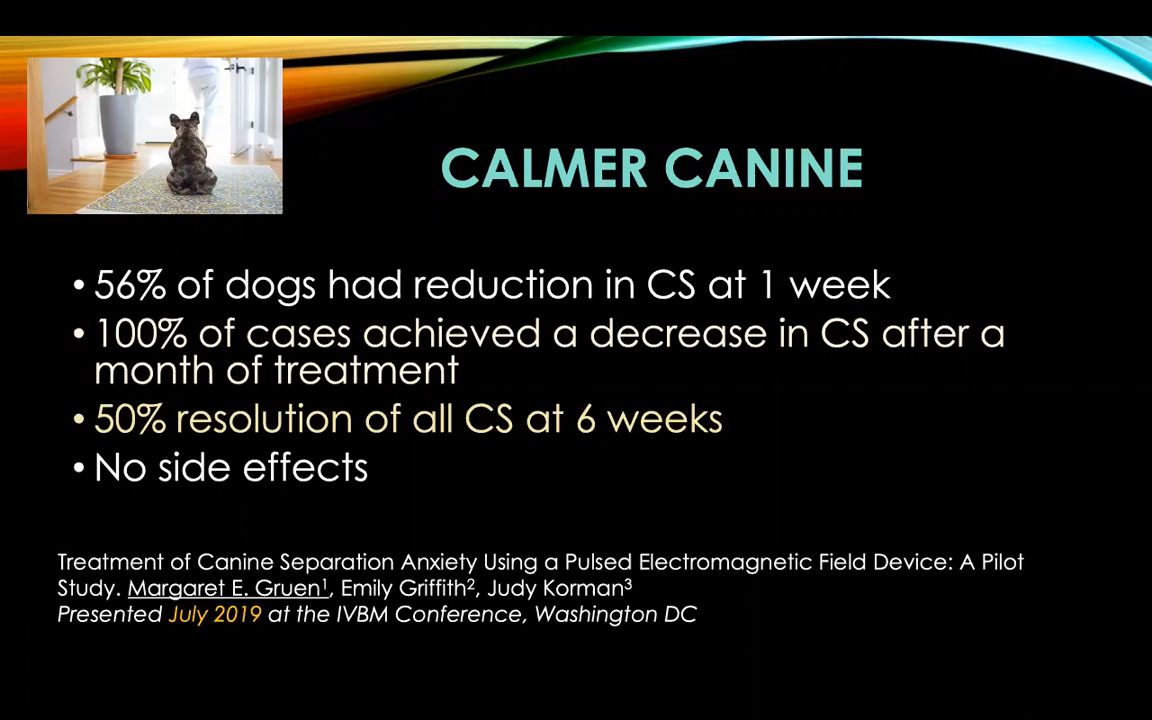 CALMER CANINE
• 56% of dogs had reduction in CS at 1 week
• 100% of cases achieved a decrease in CS after a
month of treatment
• 50% resolution of all CS at 6 weeks
• No side effects
Treatment of Canine Separation Anxiety Using a Pulsed Electromagnetic Field Device: A Pilot
Study. Margaret E. Gruen¹, Emily Griffith², Judy Korman³
Presented July 2019 at the IVBM Conference, Washington DC